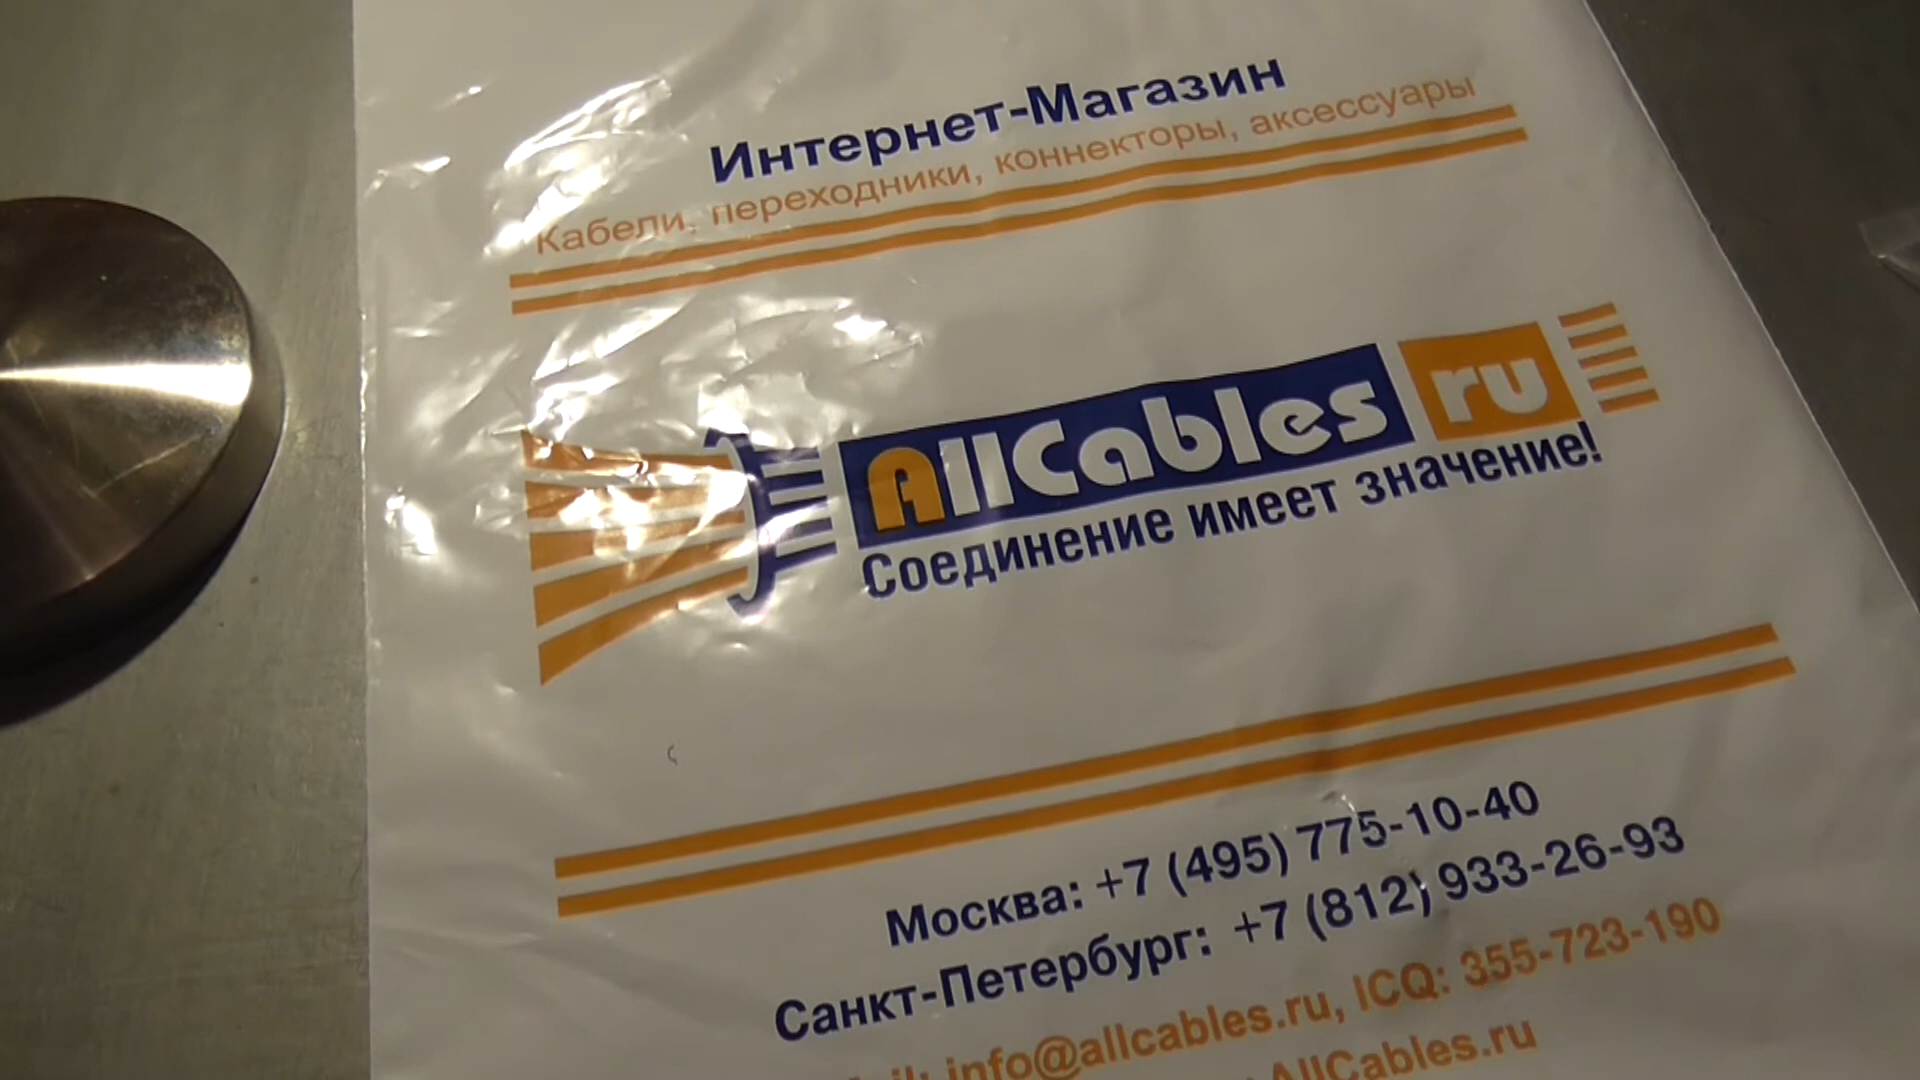 Интернет-Магазин
Кабели, переходники, коннекторы, аксессуары
AllCables ru
Соединение имеет значение!
Москва: +7 (495) 775-10-40
Санкт-Петербург: +7 (812) 933-26-93
info@allcables.ru, ICQ: 355-723-190
AllCables.ru